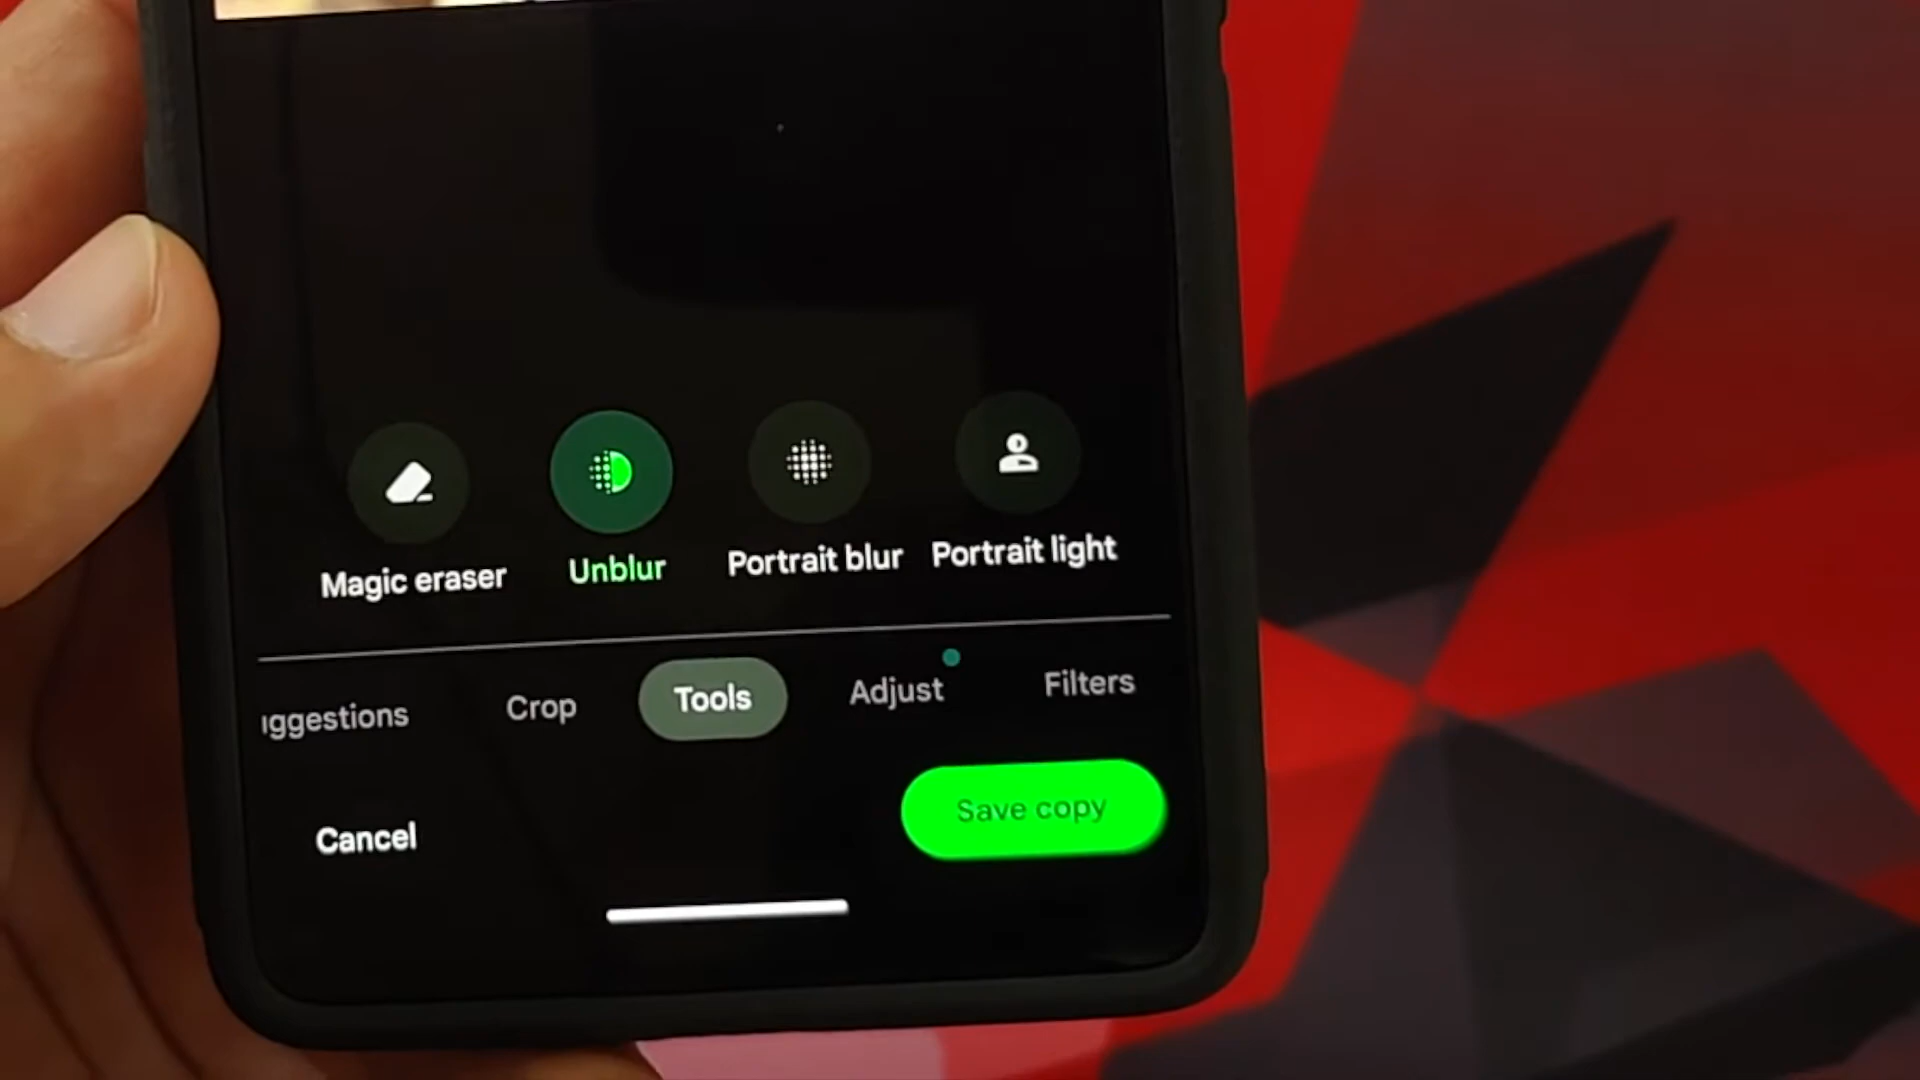 Magic eraser
Unblur
Portrait blur
Portrait light
ggestions
Crop
Tools
Adjust
Filters
Cancel
Save copy